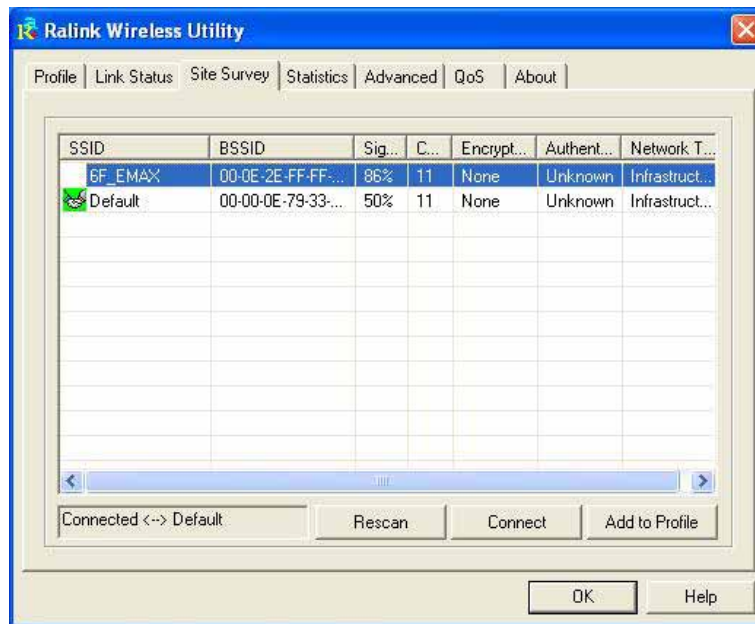 Ralink Wireless Utility
Profile Link Status Site Survey Statistics Advanced QoS About
SSID BSSID Sig... C... Encrypt... Authent... Network T...
6F_EMAX 00-0E-2E-FF-FF-... 86% 11 None Unknown Infrastruct...
Default 00-00-0E-79-33-... 50% 11 None Unknown Infrastruct...
Connected <--> Default Rescan Connect Add to Profile
OK Help